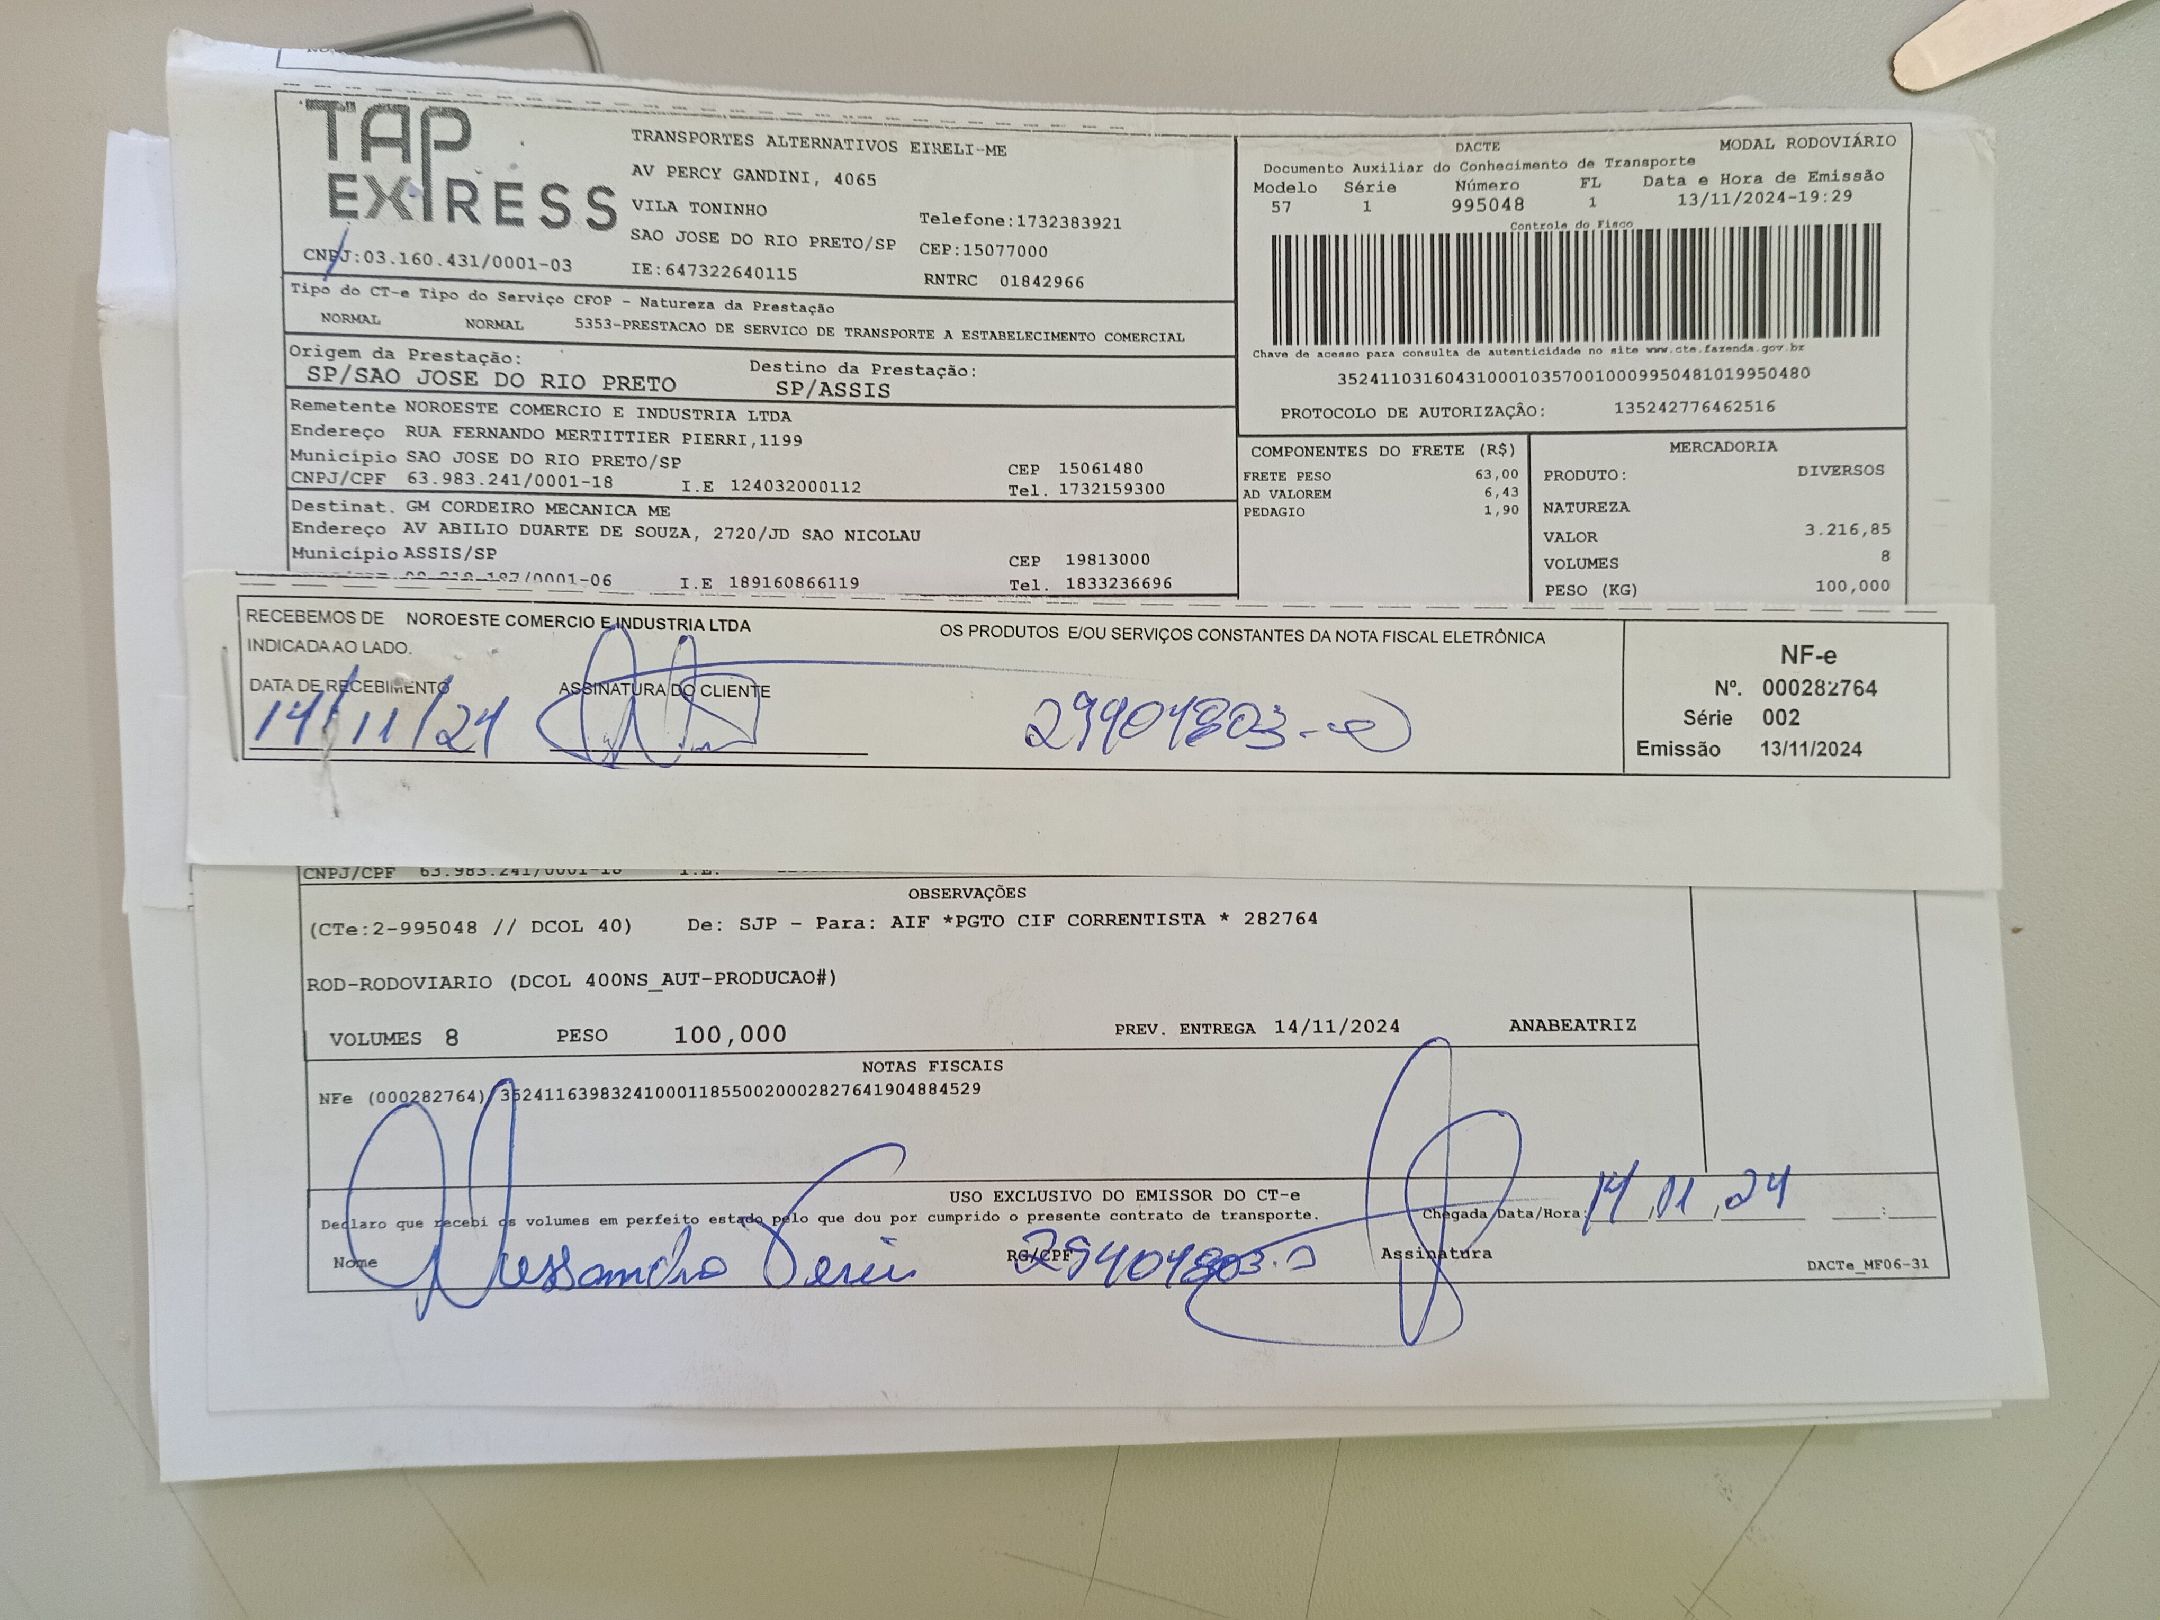 TAP
EXPRESS
TRANSPORTES ALTERNATIVOS EIRELI-ME
AV PERCY GANDINI, 4065
VILA TONINHO
Telefone:1732383921
SAO JOSE DO RIO PRETO/SP CEP:15077000
CNPJ:03.160.431/0001-03
IE:647322640115
RNTRC 01842966
DACTE
MODAL RODOVIÁRIO
Documento Auxiliar do Conhecimento de Transporte
Modelo Série Número FL Data e Hora de Emissão
57 1 995048 1 13/11/2024-19:29
Controle do Fisco
Chave de acesso para consulta de autenticidade no site www.cte.fazenda.gov.br
35241103160431000103570010009950481019950480
PROTOCOLO DE AUTORIZAÇÃO: 135242776462516
Tipo do CT-e Tipo do Serviço CFOP - Natureza da Prestação
NORMAL NORMAL 5353-PRESTACAO DE SERVICO DE TRANSPORTE A ESTABELECIMENTO COMERCIAL
Origem da Prestação: Destino da Prestação:
SP/SAO JOSE DO RIO PRETO SP/ASSIS
Remetente NOROESTE COMERCIO E INDUSTRIA LTDA
Endereço RUA FERNANDO MERTITTIER PIERRI,1199
Município SAO JOSE DO RIO PRETO/SP CEP 15061480
CNPJ/CPF 63.983.241/0001-18 I.E 124032000112 Tel. 1732159300
Destinat. GM CORDEIRO MECANICA ME
Endereço AV ABILIO DUARTE DE SOUZA, 2720/JD SAO NICOLAU
Município ASSIS/SP CEP 19813000
/0001-06 I.E 189160866119 Tel. 1833236696
COMPONENTES DO FRETE (R$)
FRETE PESO 63,00
AD VALOREM 6,43
PEDAGIO 1,90
MERCADORIA
PRODUTO: DIVERSOS
NATUREZA
VALOR 3.216,85
VOLUMES 8
PESO (KG) 100,000
RECEBEMOS DE NOROESTE COMERCIO E INDUSTRIA LTDA OS PRODUTOS E/OU SERVIÇOS CONSTANTES DA NOTA FISCAL ELETRÔNICA
INDICADA AO LADO.
DATA DE RECEBIMENTO ASSINATURA DO CLIENTE
14/11/24
NF-e
Nº. 000282764
Série 002
Emissão 13/11/2024
CNPJ/CPF 63.983.241/0001-18 I.E.
OBSERVAÇÕES
(CTe:2-995048 // DCOL 40) De: SJP - Para: AIF *PGTO CIF CORRENTISTA * 282764
ROD-RODOVIARIO (DCOL 400NS_AUT-PRODUCAO#)
VOLUMES 8 PESO 100,000 PREV. ENTREGA 14/11/2024 ANABEATRIZ
NOTAS FISCAIS
NFe (000282764) 35241163983241000118550020002827641904884529
USO EXCLUSIVO DO EMISSOR DO CT-e
Declaro que recebi os volumes em perfeito estado pelo que dou por cumprido o presente contrato de transporte. Chegada Data/Hora: 14,01,24 :
Nome Alessandro RG/CPF Assinatura
DACTe_MF06-31